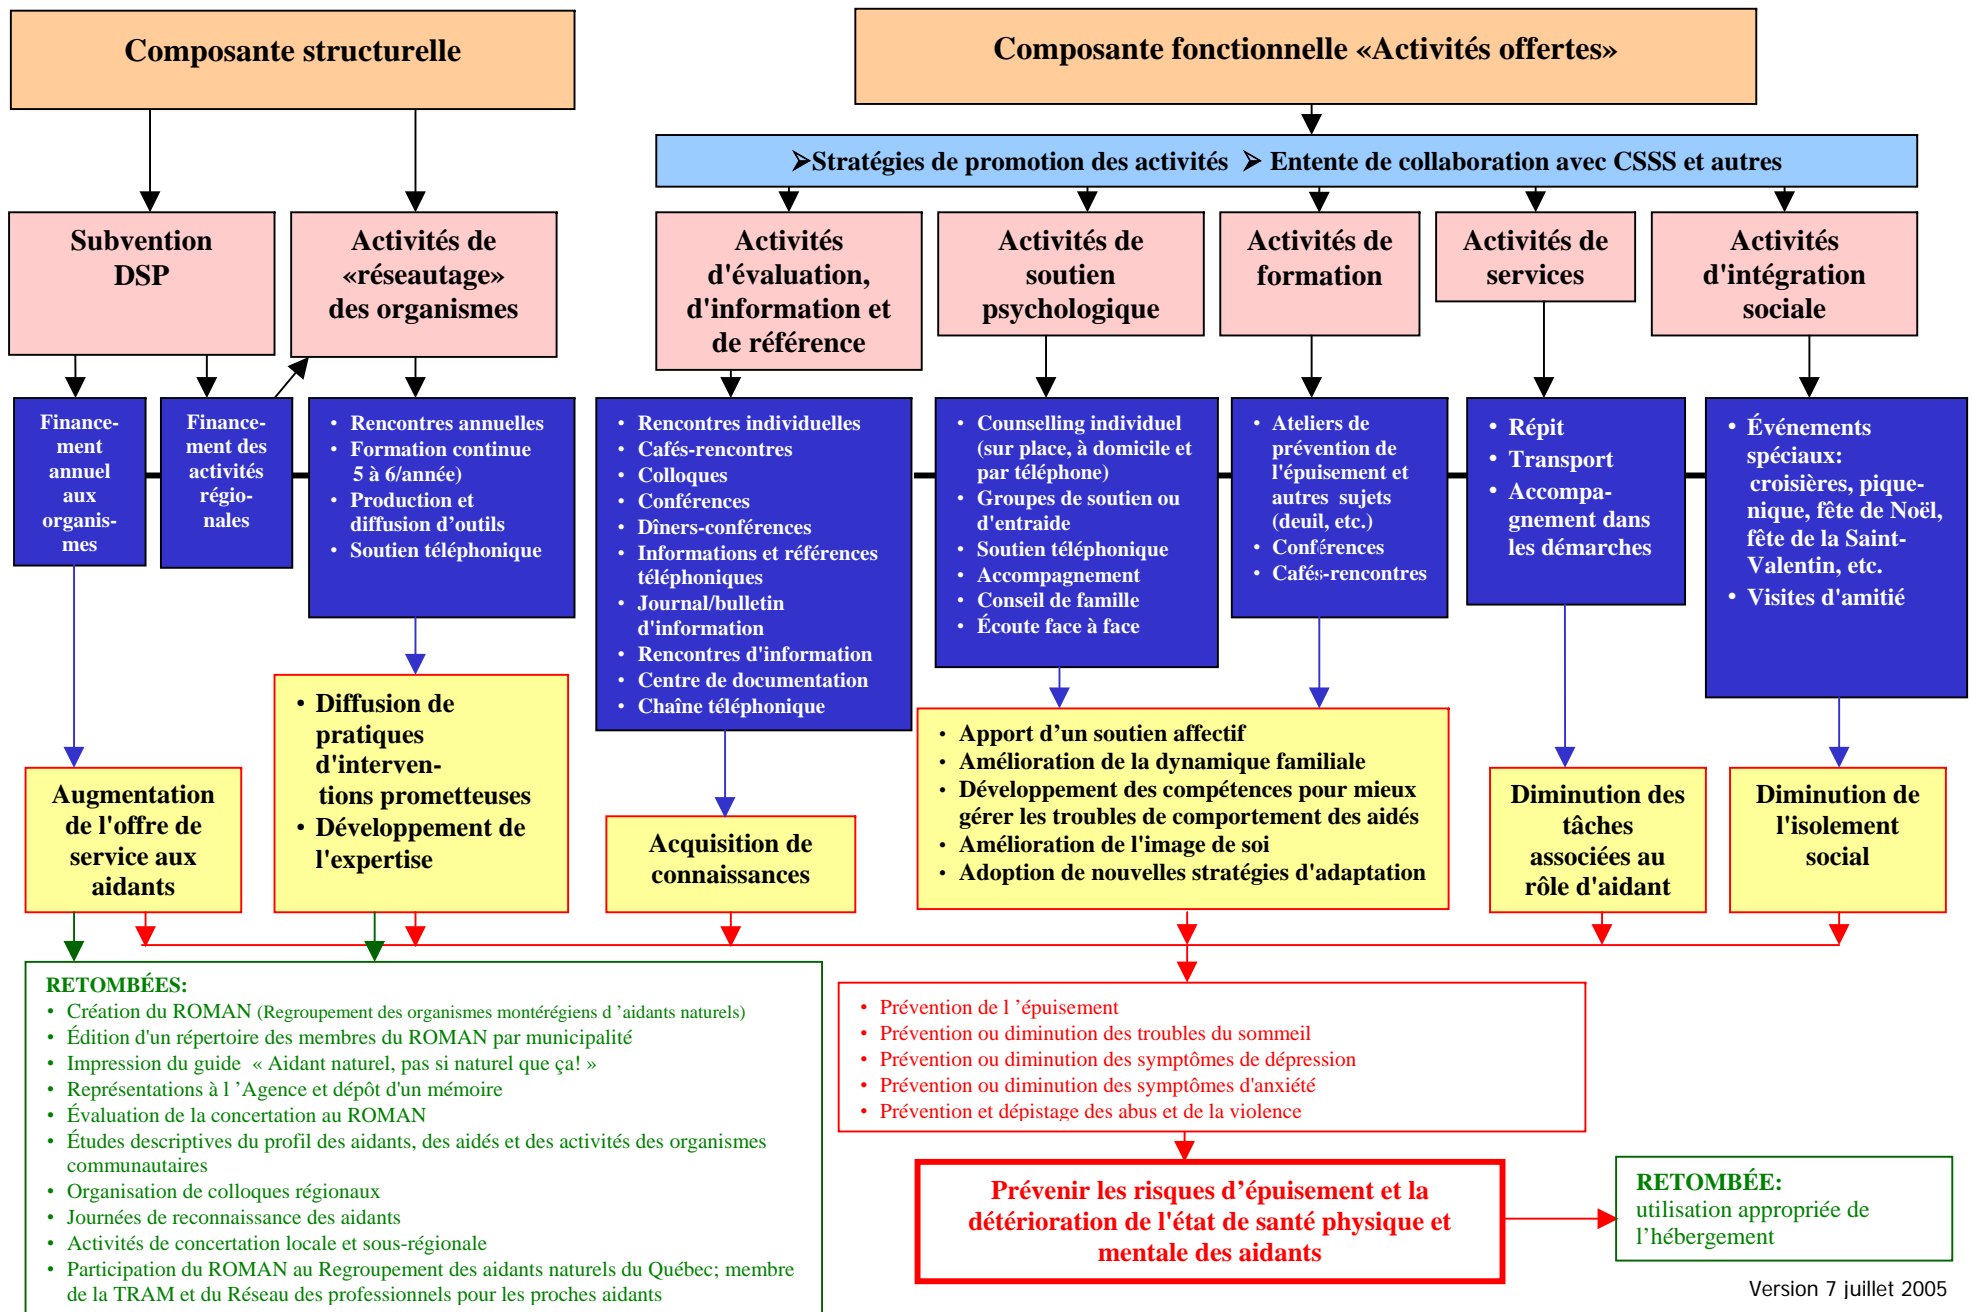 Composante structurelle
Composante fonctionnelle «Activités offertes»
➢Stratégies de promotion des activités ➢ Entente de collaboration avec CSSS et autres
Subvention
DSP
Activités de
«réseautage»
des organismes
Activités
d'évaluation,
d'information et
de référence
Activités de
soutien
psychologique
Activités de
formation
Activités de
services
Activités
d'intégration
sociale
Finance-
ment
annuel
aux
organis-
mes
Finance-
ment des
activités
régio-
nales
• Rencontres annuelles
• Formation continue
5 à 6/année)
• Production et
diffusion d’outils
• Soutien téléphonique
• Rencontres individuelles
• Cafés-rencontres
• Colloques
• Conférences
• Dîners-conférences
• Informations et références
téléphoniques
• Journal/bulletin
d'information
• Rencontres d'information
• Centre de documentation
• Chaîne téléphonique
• Counselling individuel
(sur place, à domicile et
par téléphone)
• Groupes de soutien ou
d'entraide
• Soutien téléphonique
• Accompagnement
• Conseil de famille
• Écoute face à face
• Ateliers de
prévention de
l'épuisement et
autres sujets
(deuil, etc.)
• Conférences
• Cafés-rencontres
• Répit
• Transport
• Accompa-
gnement dans
les démarches
• Événements
spéciaux:
croisières, pique-
nique, fête de Noël,
fête de la Saint-
Valentin, etc.
• Visites d'amitié
Augmentation
de l'offre de
service aux
aidants
• Diffusion de
pratiques
d'interven-
tions prometteuses
• Développement de
l'expertise
Acquisition de
connaissances
• Apport d’un soutien affectif
• Amélioration de la dynamique familiale
• Développement des compétences pour mieux
gérer les troubles de comportement des aidés
• Amélioration de l'image de soi
• Adoption de nouvelles stratégies d'adaptation
Diminution des
tâches
associées au
rôle d'aidant
Diminution de
l'isolement
social
RETOMBÉES:
• Création du ROMAN (Regroupement des organismes montérégiens d ’aidants naturels)
• Édition d'un répertoire des membres du ROMAN par municipalité
• Impression du guide « Aidant naturel, pas si naturel que ça! »
• Représentations à l ’Agence et dépôt d'un mémoire
• Évaluation de la concertation au ROMAN
• Études descriptives du profil des aidants, des aidés et des activités des organismes
communautaires
• Organisation de colloques régionaux
• Journées de reconnaissance des aidants
• Activités de concertation locale et sous-régionale
• Participation du ROMAN au Regroupement des aidants naturels du Québec; membre
de la TRAM et du Réseau des professionnels pour les proches aidants
• Prévention de l ’épuisement
• Prévention ou diminution des troubles du sommeil
• Prévention ou diminution des symptômes de dépression
• Prévention ou diminution des symptômes d'anxiété
• Prévention et dépistage des abus et de la violence
Prévenir les risques d’épuisement et la
détérioration de l'état de santé physique et
mentale des aidants
RETOMBÉE:
utilisation appropriée de
l’hébergement
Version 7 juillet 2005